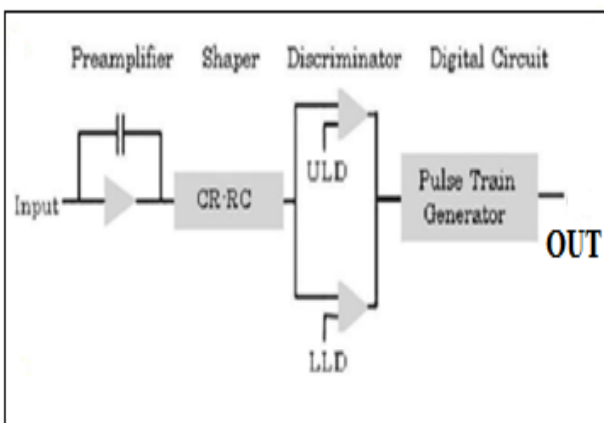 Preamplifier Shaper Discriminator Digital Circuit
Input
CR-RC
ULD
LLD
Pulse Train
Generator
OUT